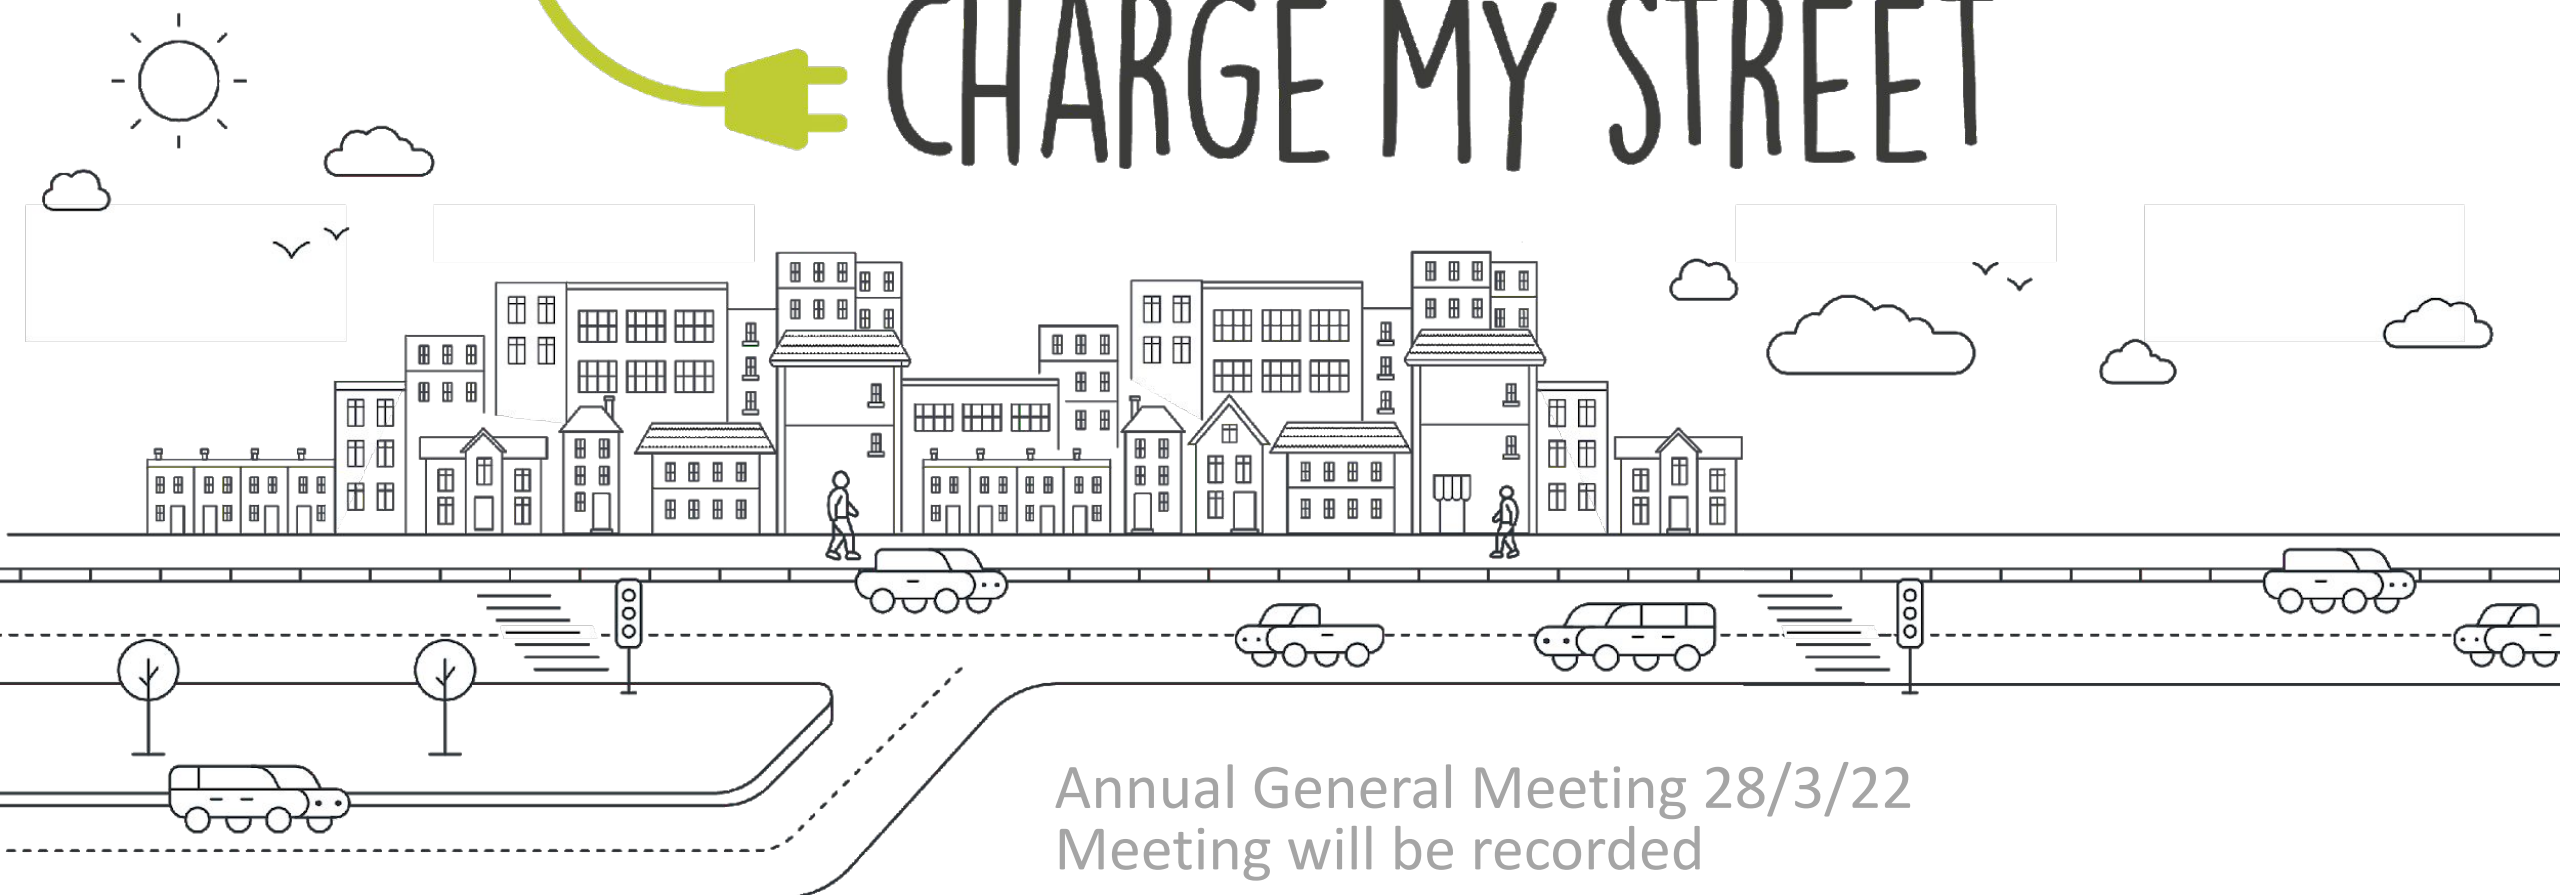 CHARGE MY STREET
Annual General Meeting 28/3/22
Meeting will be recorded